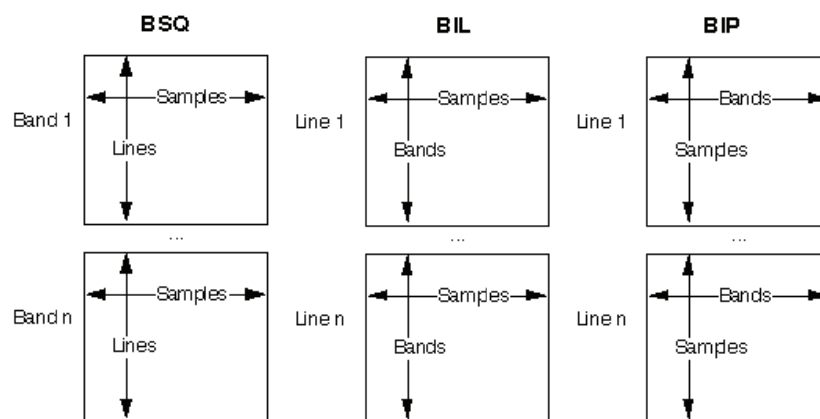 BSQ BIL BIP
Band 1 Samples Lines
Line 1 Samples Bands
Line 1 Bands Samples
... ... ...
Band n Samples Lines
Line n Samples Bands
Line n Bands Samples